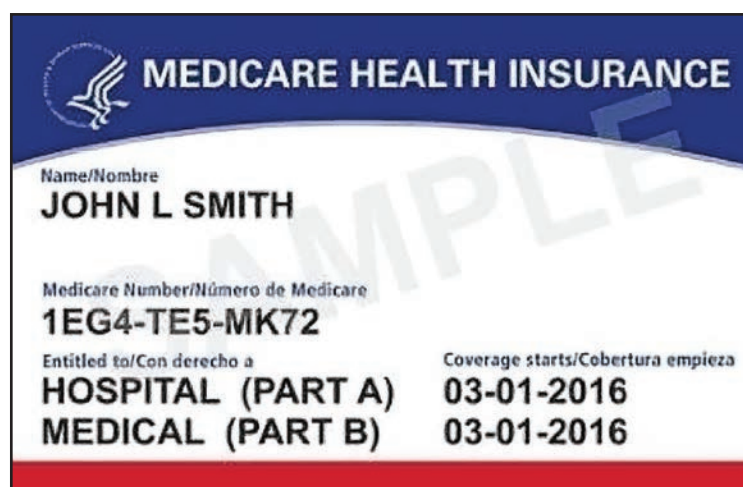 MEDICARE HEALTH INSURANCE
Name/Nombre
JOHN L SMITH
Medicare Number/Número de Medicare
1EG4-TE5-MK72
Entitled to/Con derecho a Coverage starts/Cobertura empieza
HOSPITAL (PART A) 03-01-2016
MEDICAL (PART B) 03-01-2016
SAMPLE